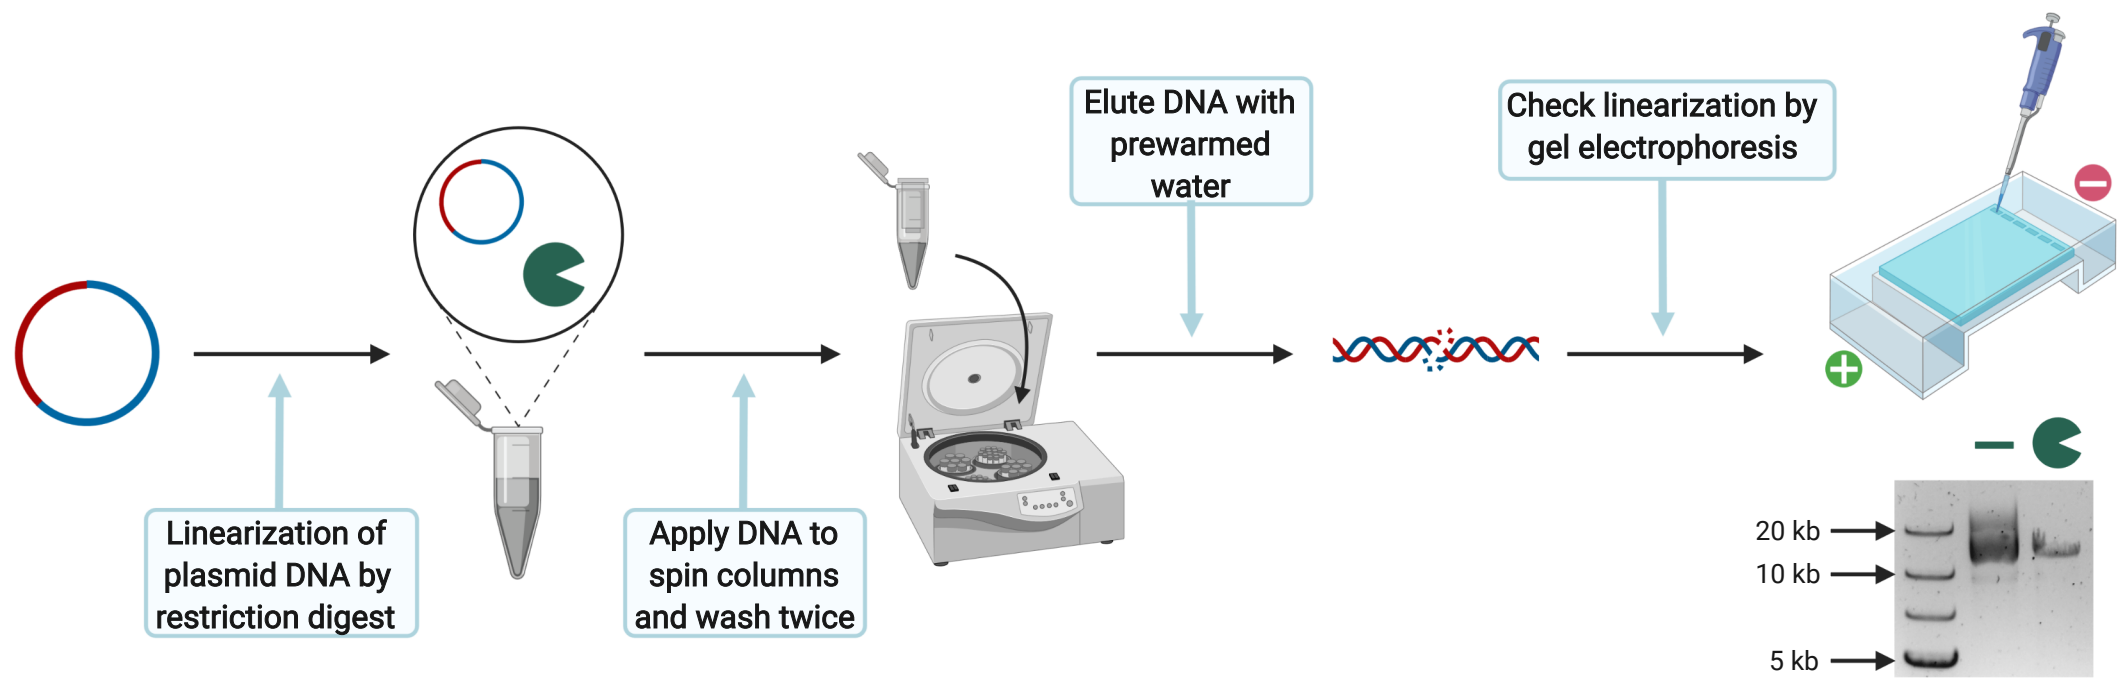 Linearization of
plasmid DNA by
restriction digest
Apply DNA to
spin columns
and wash twice
Elute DNA with
prewarmed
water
Check linearization by
gel electrophoresis
20 kb
10 kb
5 kb